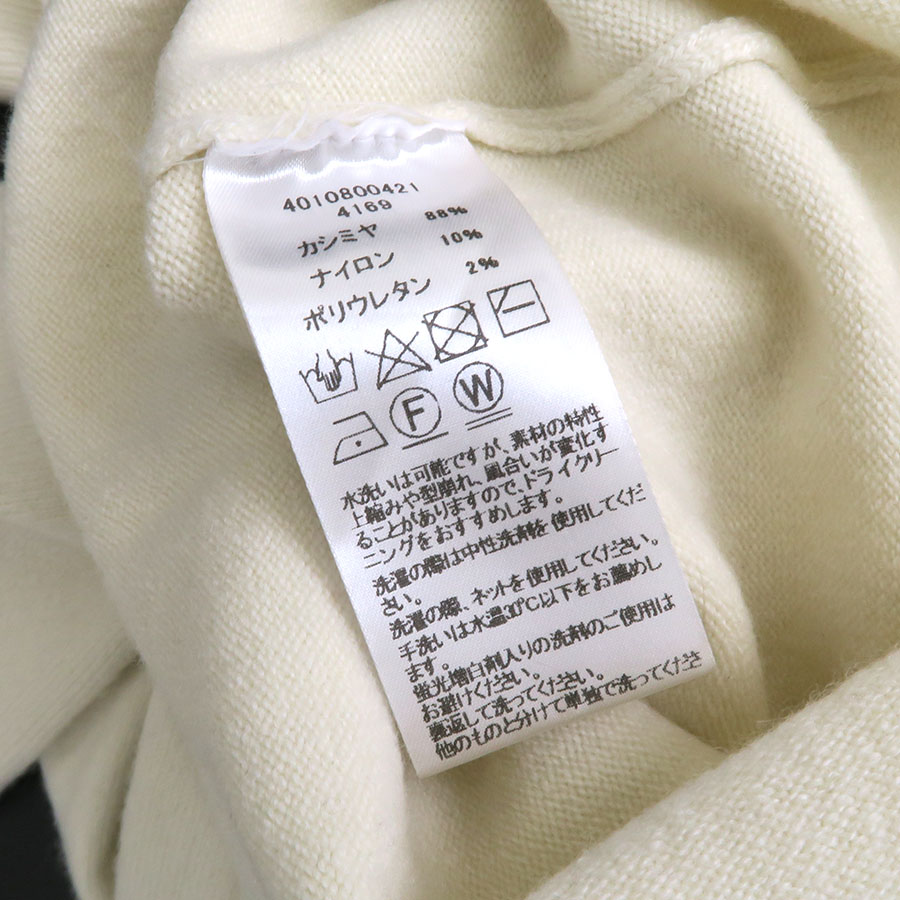 4010800421
4169
カシミヤ 88%
ナイロン 10%
ポリウレタン 2%
F W
水洗いは可能ですが、素材の特性
上縮みや型崩れ、風合いが変化す
ることがありますので、ドライクリー
ニングをおすすめします。
洗濯の際は中性洗剤を使用してくだ
さい。
洗濯の際、ネットを使用してください。
手洗いは水温30℃以下をお薦めし
ます。
蛍光増白剤入りの洗剤のご使用は
お避けください。
裏返して洗ってください。
他のものと分けて単独で洗ってくださ